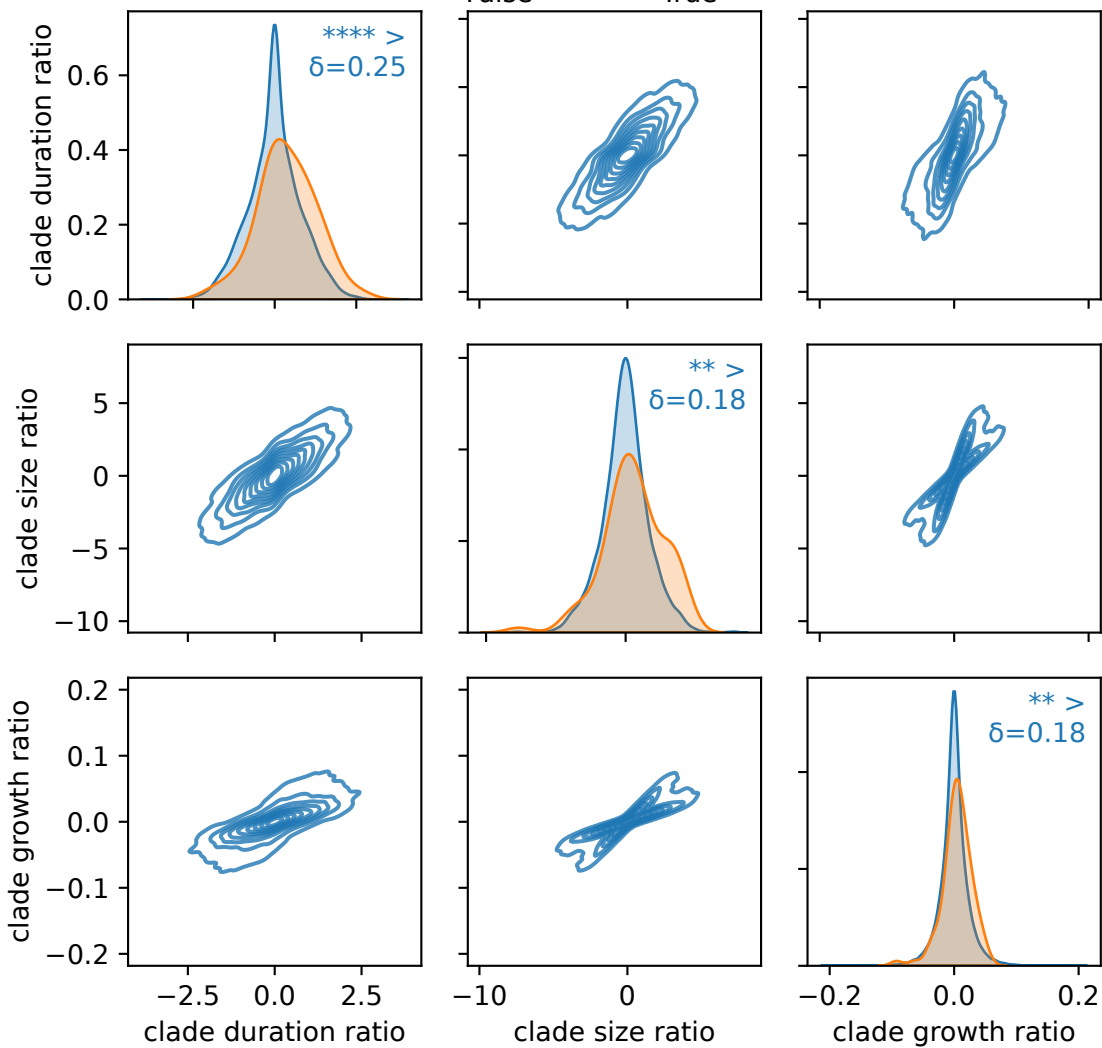 clade duration ratio
0.6
0.4
0.2
0.0
**** >
δ=0.25
clade size ratio
5
0
−5
−10
** >
δ=0.18
clade growth ratio
0.2
0.1
0.0
−0.1
−0.2
** >
δ=0.18
−2.5 0.0 2.5
−10 0
−0.2 0.0 0.2
clade duration ratio
clade size ratio
clade growth ratio